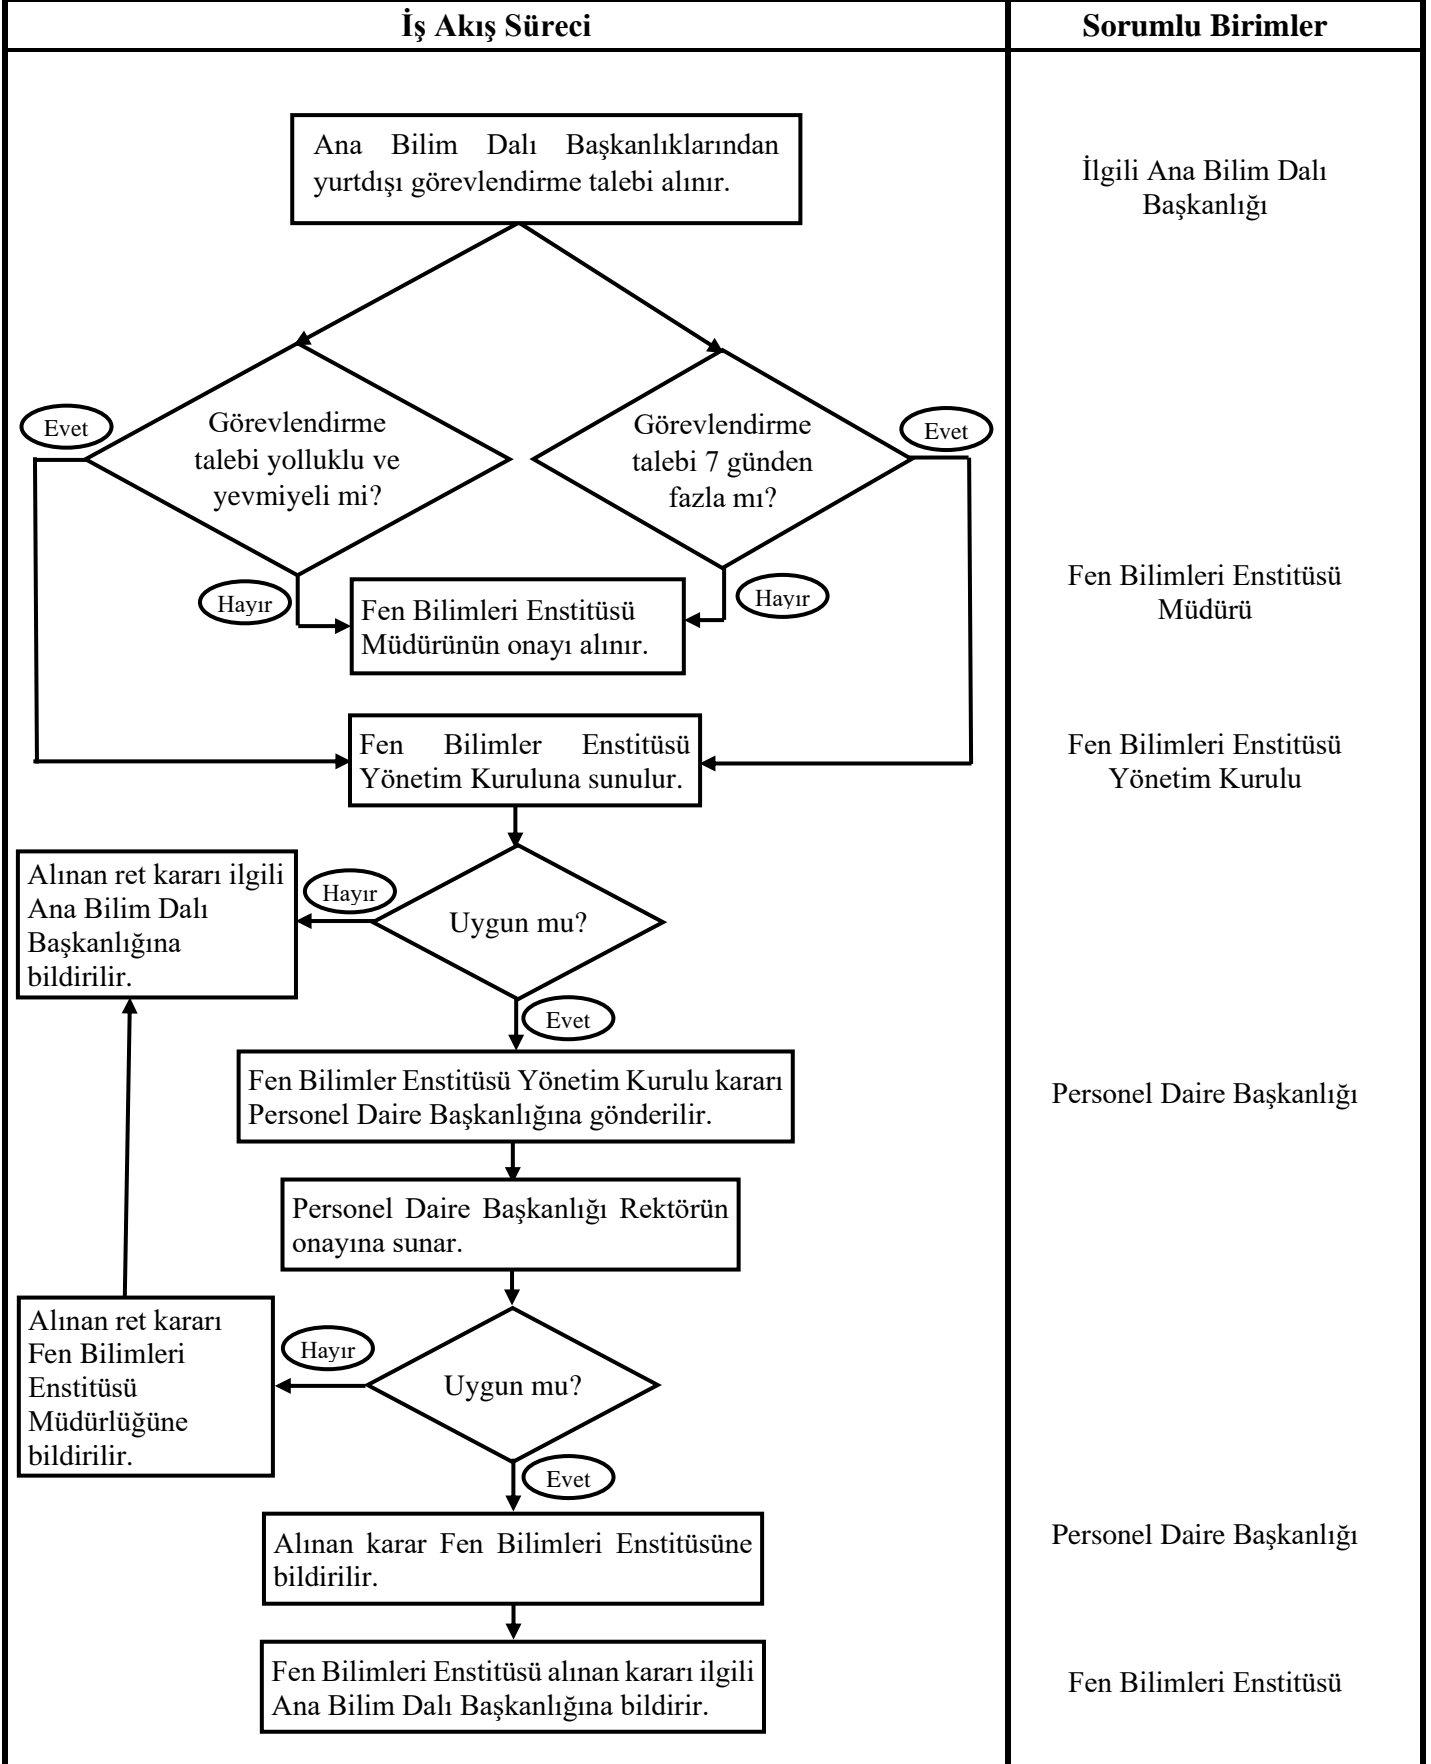 İş Akış Süreci
Sorumlu Birimler
Ana Bilim Dalı Başkanlıklarından
yurtdışı görevlendirme talebi alınır.
İlgili Ana Bilim Dalı
Başkanlığı
Evet
Görevlendirme
talebi yolluklu ve
yevmiyeli mi?
Görevlendirme
talebi 7 günden
fazla mı?
Evet
Hayır
Fen Bilimleri Enstitüsü
Müdürünün onayı alınır.
Hayır
Fen Bilimleri Enstitüsü
Müdürü
Fen Bilimler Enstitüsü
Yönetim Kuruluna sunulur.
Fen Bilimleri Enstitüsü
Yönetim Kurulu
Alınan ret kararı ilgili
Ana Bilim Dalı
Başkanlığına
bildirilir.
Hayır
Uygun mu?
Evet
Fen Bilimler Enstitüsü Yönetim Kurulu kararı
Personel Daire Başkanlığına gönderilir.
Personel Daire Başkanlığı
Personel Daire Başkanlığı Rektörün
onayına sunar.
Alınan ret kararı
Fen Bilimleri
Enstitüsü
Müdürlüğüne
bildirilir.
Hayır
Uygun mu?
Evet
Alınan karar Fen Bilimleri Enstitüsüne
bildirilir.
Personel Daire Başkanlığı
Fen Bilimleri Enstitüsü alınan kararı ilgili
Ana Bilim Dalı Başkanlığına bildirir.
Fen Bilimleri Enstitüsü